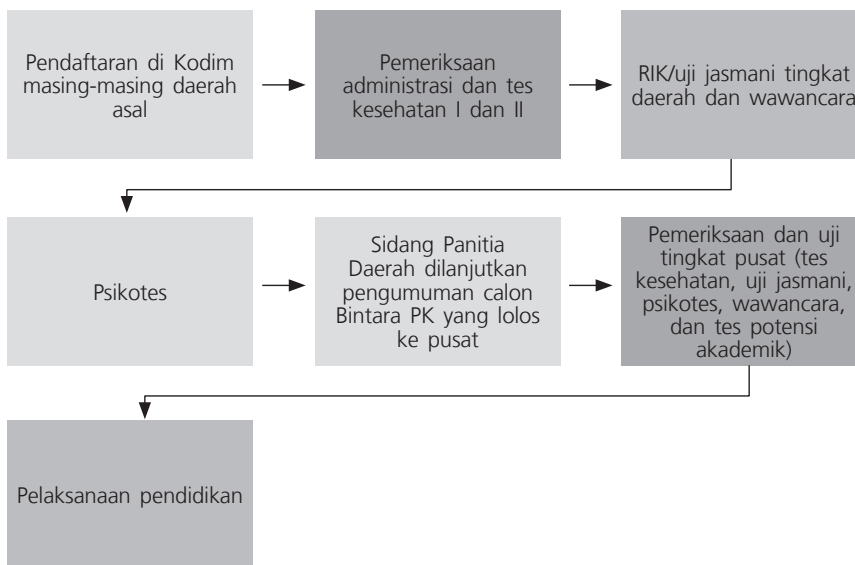 Pendaftaran di Kodim
masing-masing daerah
asal
Pemeriksaan
administrasi dan tes
kesehatan I dan II
RIK/uji jasmani tingkat
daerah dan wawancara
Psikotes
Sidang Panitia
Daerah dilanjutkan
pengumuman calon
Bintara PK yang lolos
ke pusat
Pemeriksaan dan uji
tingkat pusat (tes
kesehatan, uji jasmani,
psikotes, wawancara,
dan tes potensi
akademik)
Pelaksanaan pendidikan